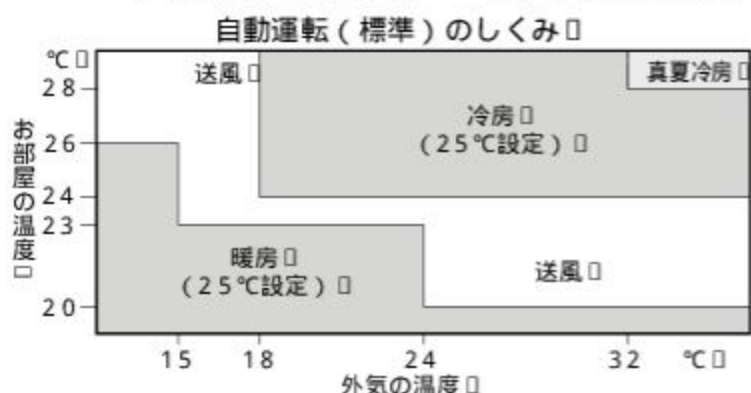 自動運転（標準）のしくみ
℃
28
26
24
23
20
お部屋の温度
送風
真夏冷房
冷房
（25℃設定）
暖房
（25℃設定）
送風
15 18 24 32 ℃
外気の温度